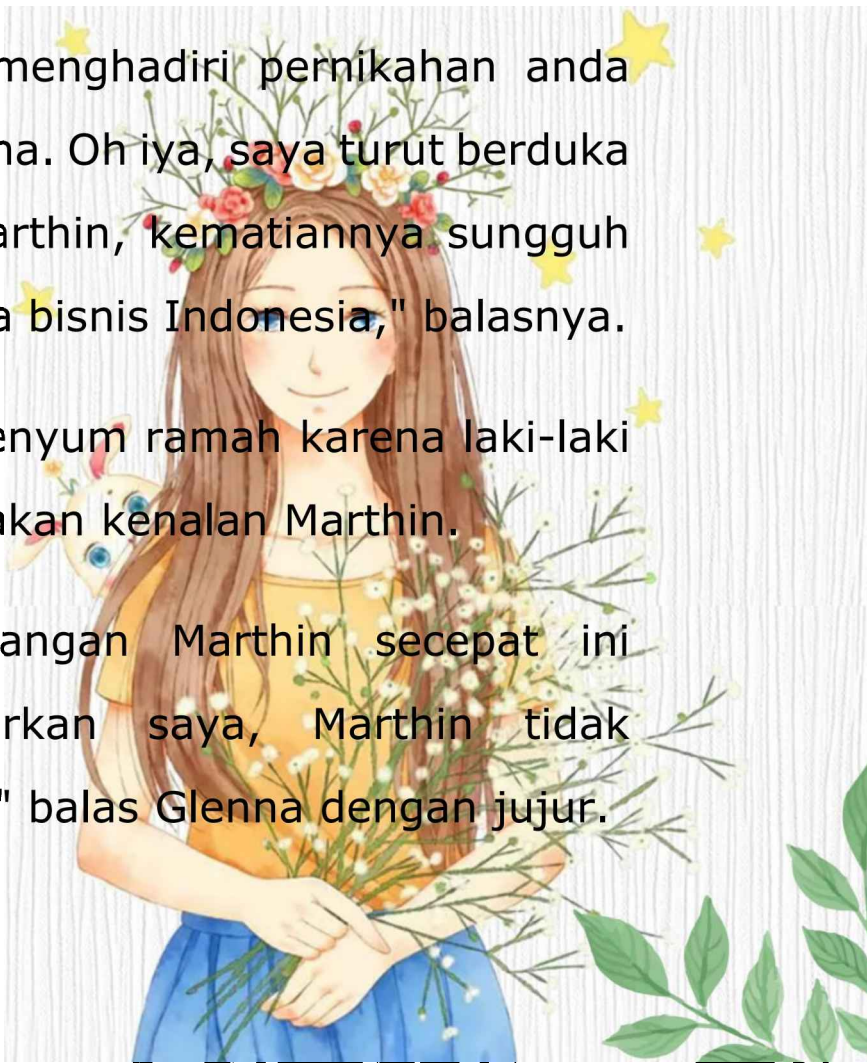 menghadiri pernikahan anda
na. Oh iya, saya turut berduka
arthin, kematiannya sungguh
a bisnis Indonesia," balasnya.
enyum ramah karena laki-laki
akan kenalan Marthin.
angan Marthin secepat ini
rkan saya, Marthin tidak
" balas Glenna dengan jujur.